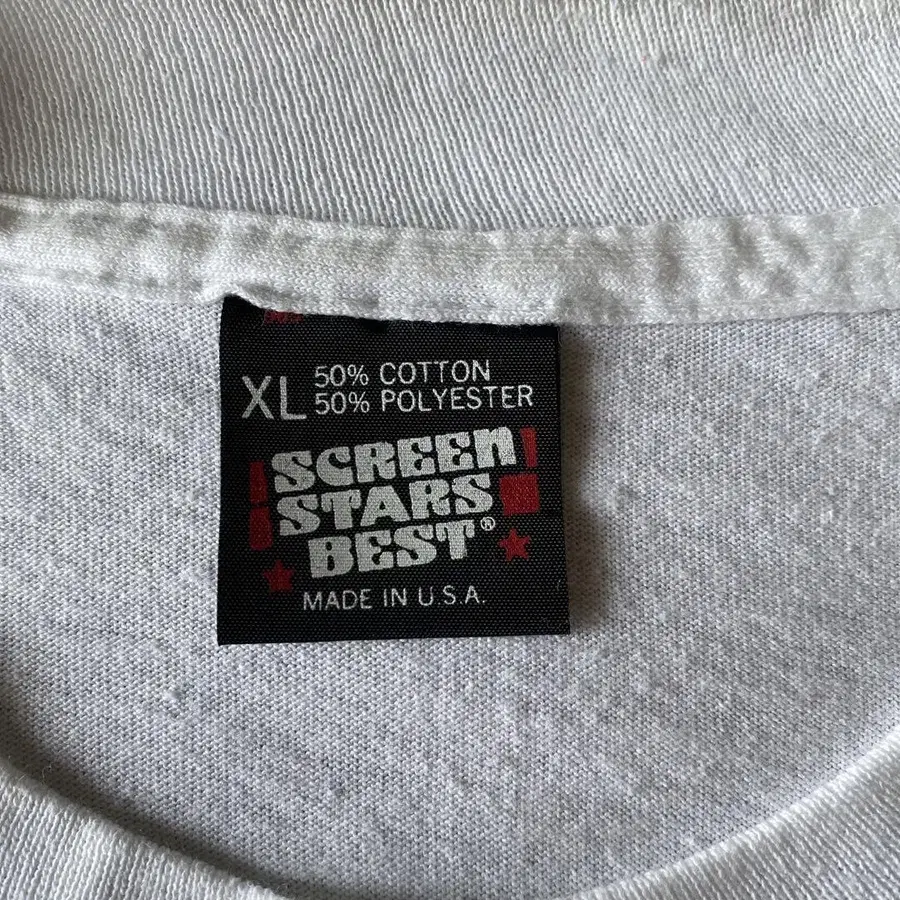 XL 50% COTTON
50% POLYESTER
SCREEN
STARS
BEST®
MADE IN U.S.A.